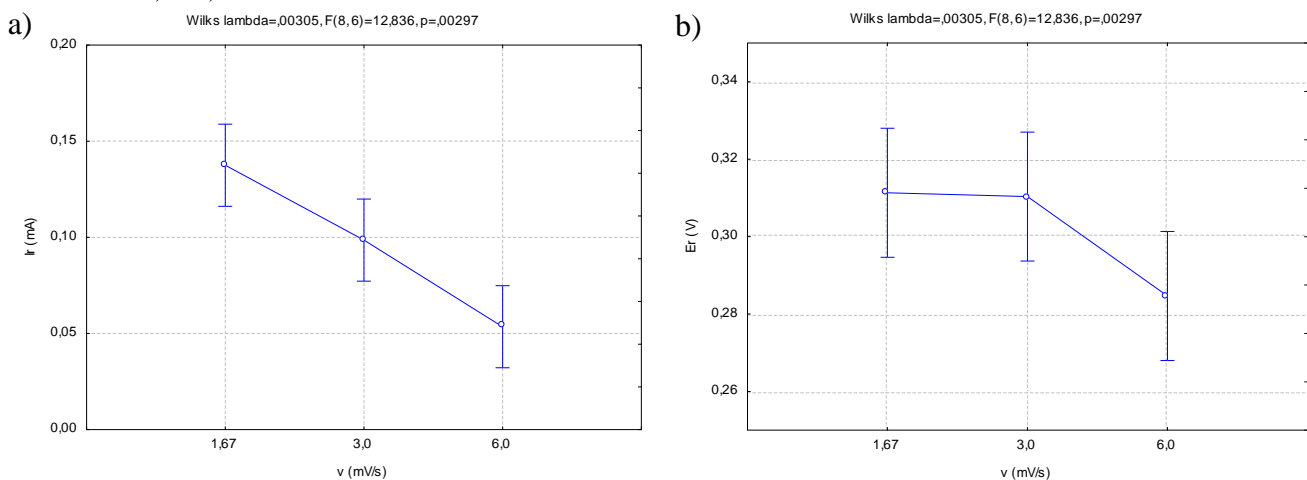 a)
Wilks lambda=,00305, F(8,6)=12,836, p=,00297
0,20
0,15
0,10
0,05
0,00
Ir (mA)
1,67 3,0 6,0
v (mV/s)
b)
Wilks lambda=,00305, F(8,6)=12,836, p=,00297
0,34
0,32
0,30
0,28
0,26
Er (V)
1,67 3,0 6,0
v (mV/s)